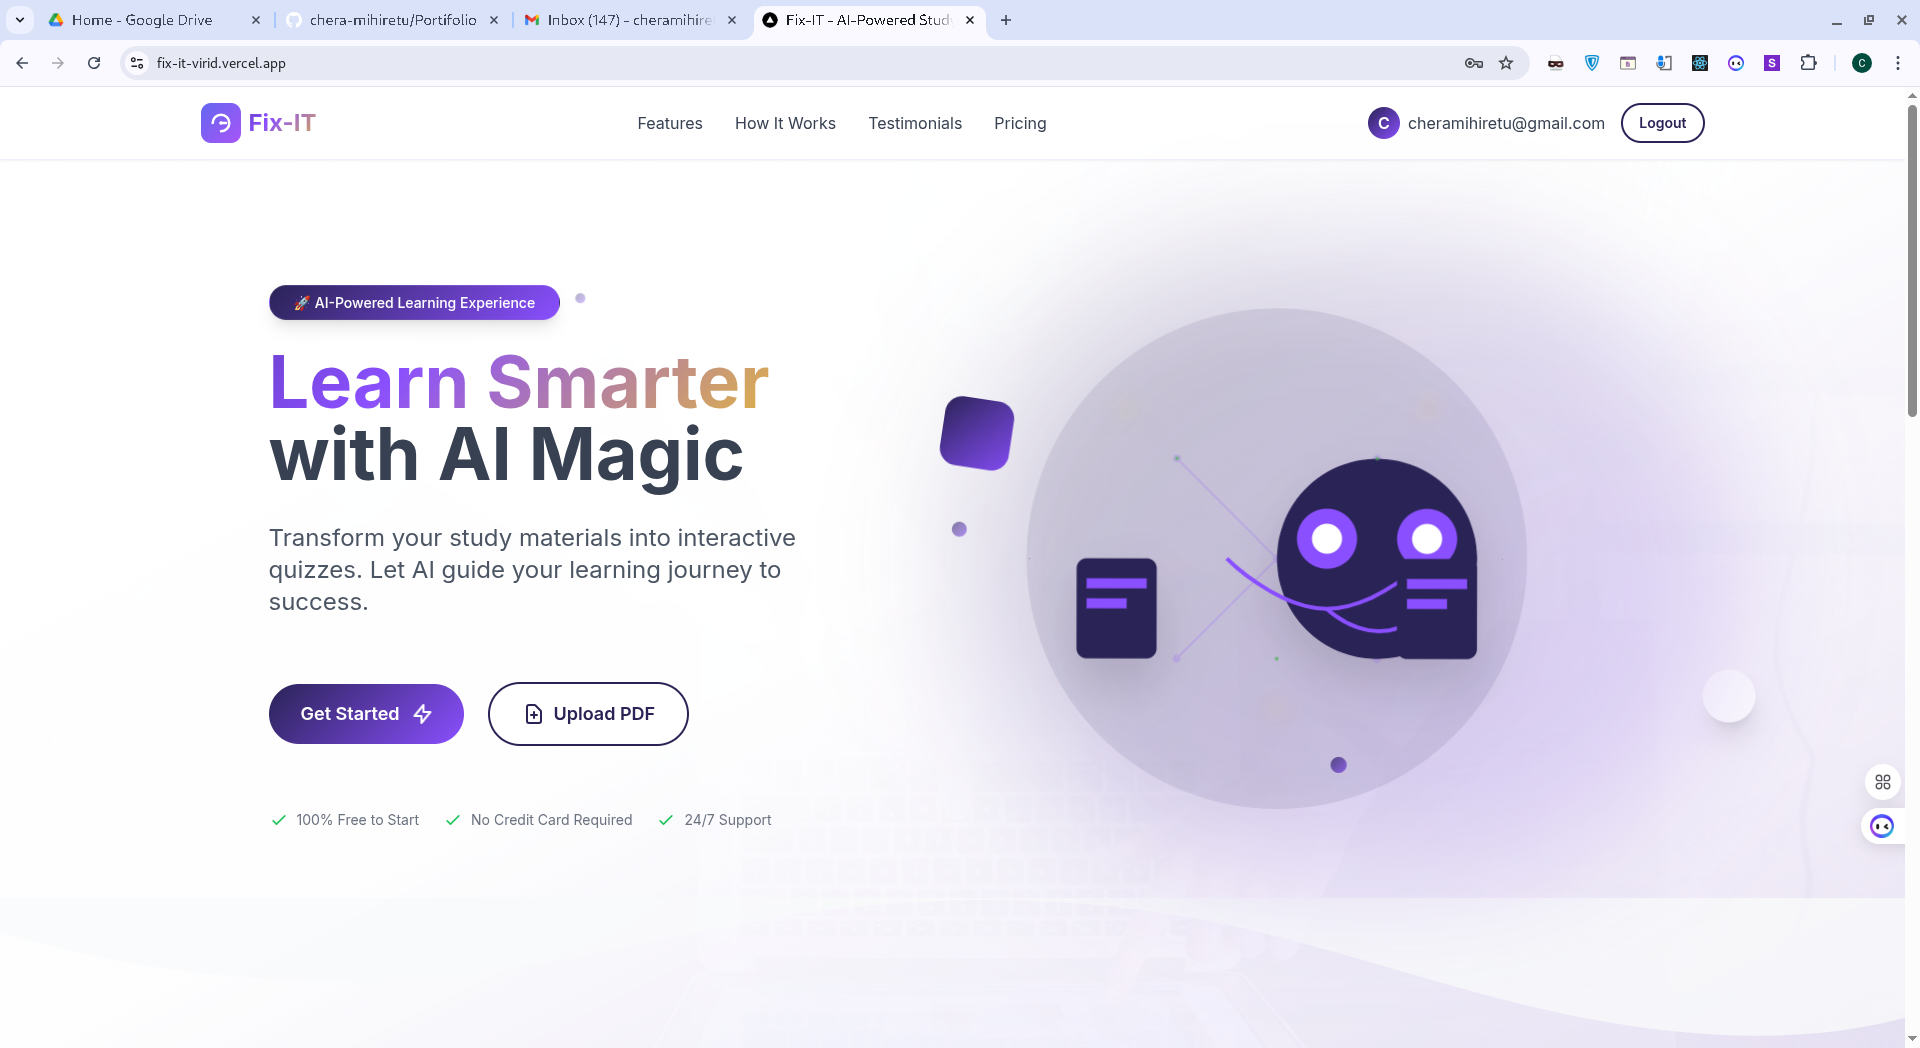 Home - Google Drive
chera-mihiretu/Portifolio
Inbox (147) - cheramihire
Fix-IT - AI-Powered Stud
fix-it-virid.vercel.app
S
C
Fix-IT
Features
How It Works
Testimonials
Pricing
C
cheramihiretu@gmail.com
Logout
🚀 AI-Powered Learning Experience
Learn Smarter
with AI Magic
Transform your study materials into interactive
quizzes. Let AI guide your learning journey to
success.
Get Started
Upload PDF
100% Free to Start
No Credit Card Required
24/7 Support